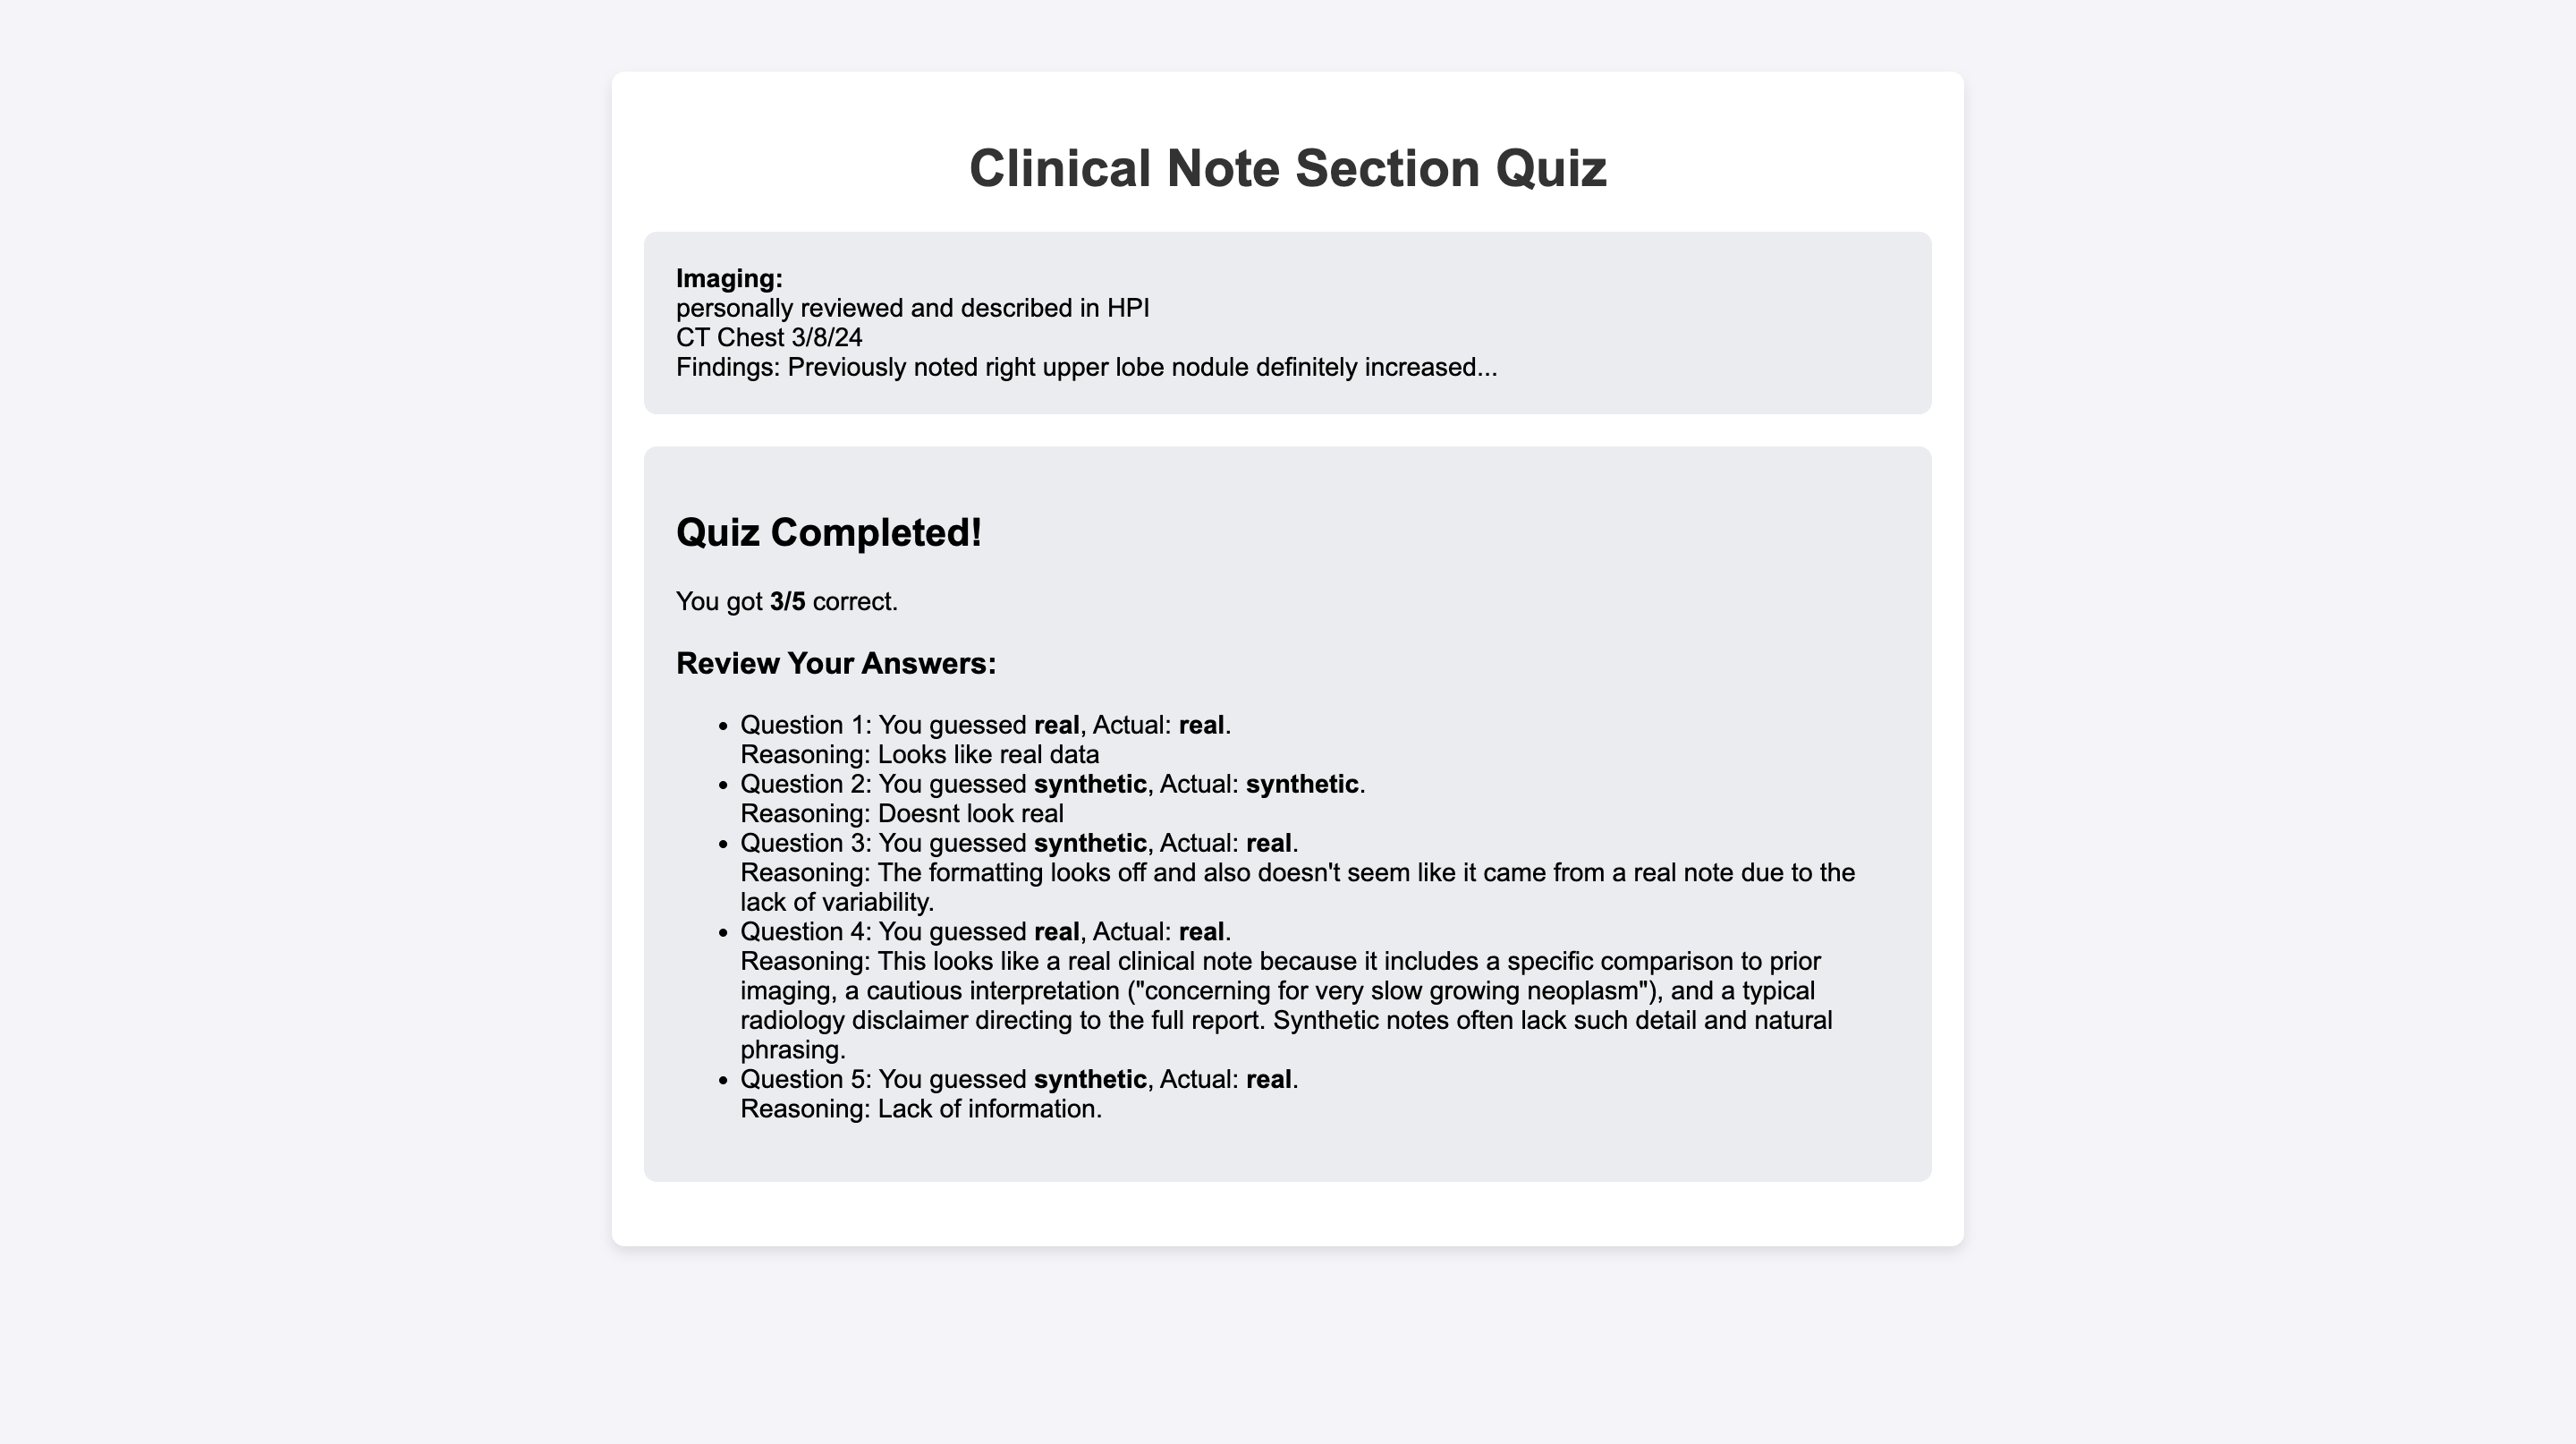 Clinical Note Section Quiz
Imaging:
personally reviewed and described in HPI
CT Chest 3/8/24
Findings: Previously noted right upper lobe nodule definitely increased...
Quiz Completed!
You got 3/5 correct.
Review Your Answers:
• Question 1: You guessed real, Actual: real.
Reasoning: Looks like real data
• Question 2: You guessed synthetic, Actual: synthetic.
Reasoning: Doesnt look real
• Question 3: You guessed synthetic, Actual: real.
Reasoning: The formatting looks off and also doesn't seem like it came from a real note due to the
lack of variability.
• Question 4: You guessed real, Actual: real.
Reasoning: This looks like a real clinical note because it includes a specific comparison to prior
imaging, a cautious interpretation ("concerning for very slow growing neoplasm"), and a typical
radiology disclaimer directing to the full report. Synthetic notes often lack such detail and natural
phrasing.
• Question 5: You guessed synthetic, Actual: real.
Reasoning: Lack of information.